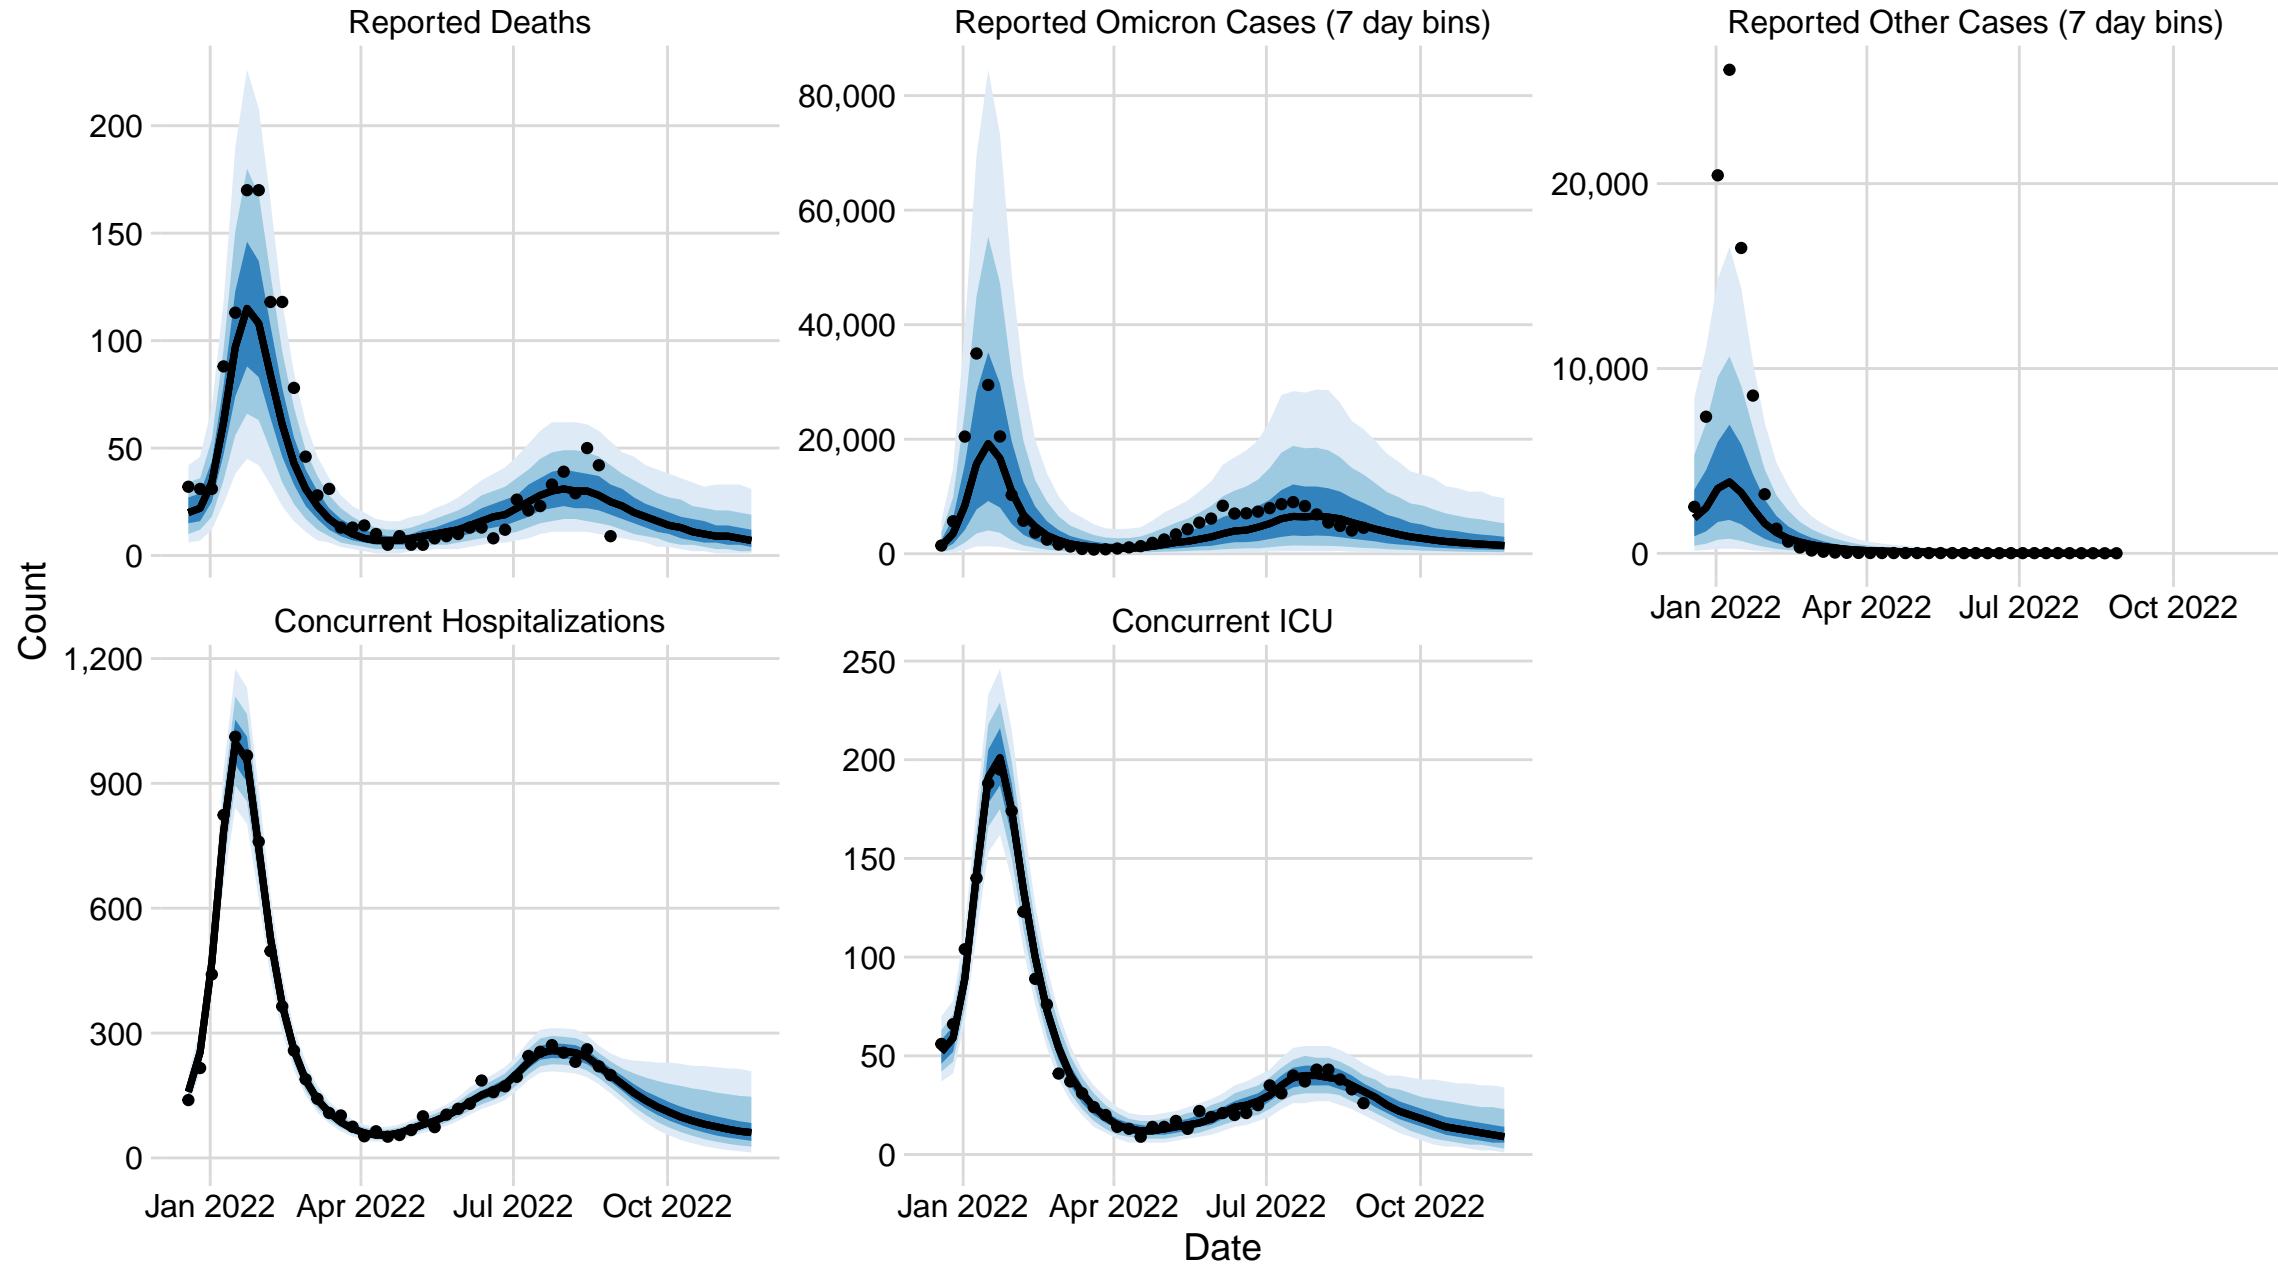 Reported Deaths
Reported Omicron Cases (7 day bins)
Reported Other Cases (7 day bins)
200
150
100
50
0
80,000
60,000
40,000
20,000
0
20,000
10,000
0
Jan 2022 Apr 2022 Jul 2022 Oct 2022
Count
Concurrent Hospitalizations
Concurrent ICU
1,200
900
600
300
0
250
200
150
100
50
0
Jan 2022 Apr 2022 Jul 2022 Oct 2022
Jan 2022 Apr 2022 Jul 2022 Oct 2022
Date